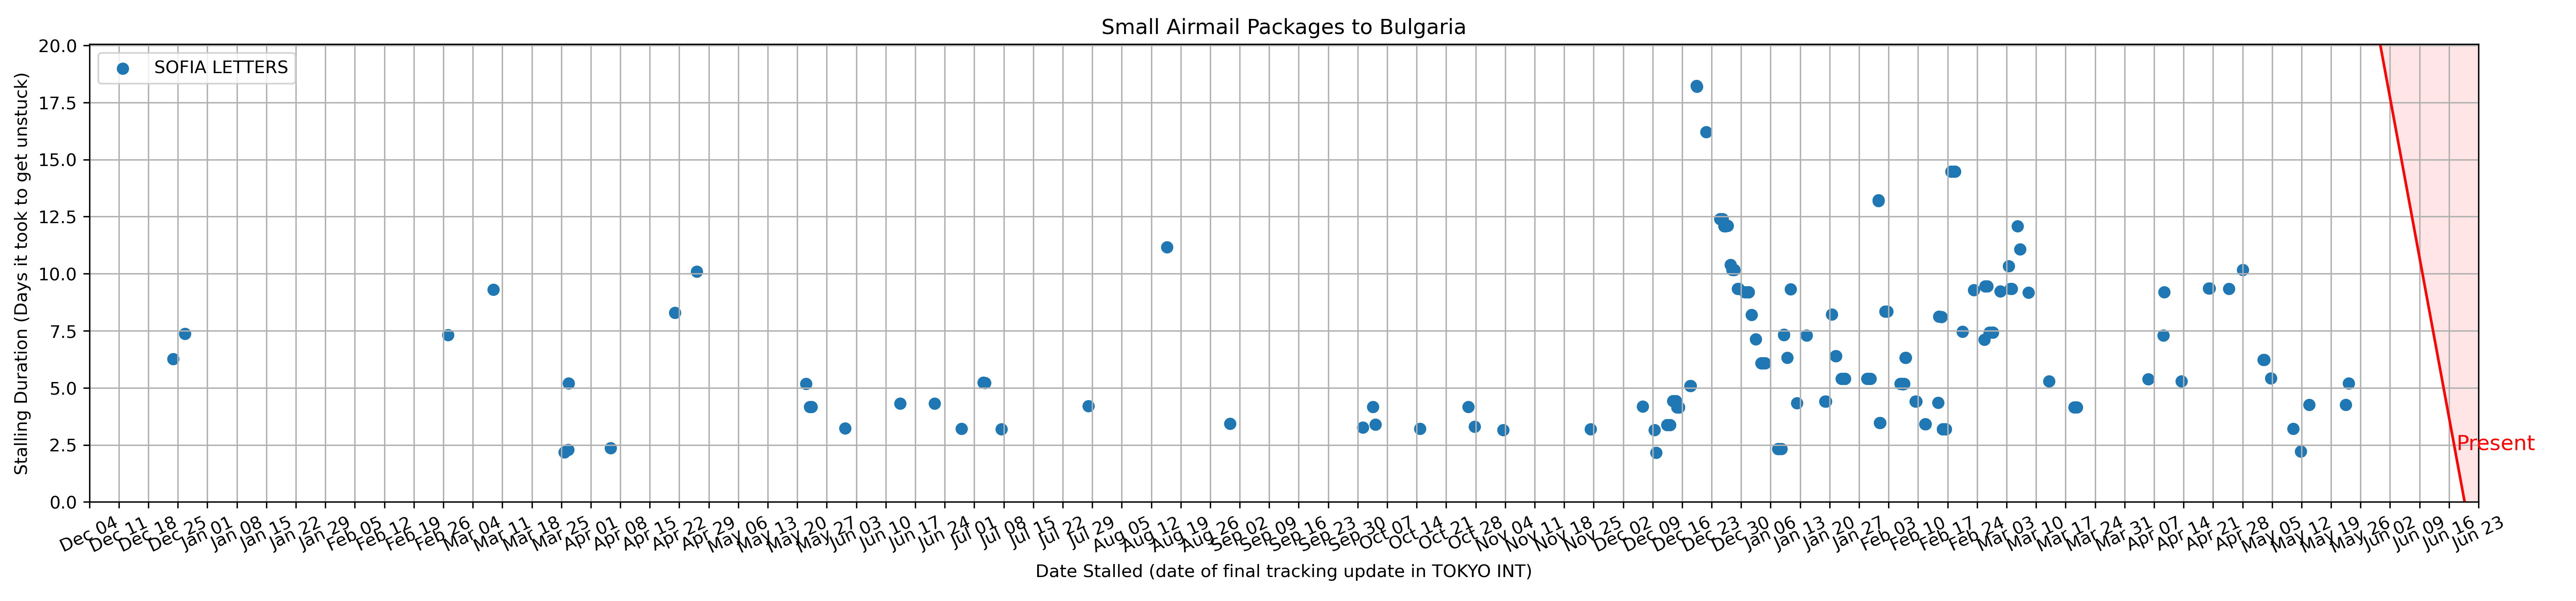 Small Airmail Packages to Bulgaria
SOFIA LETTERS
Stalling Duration (Days it took to get unstuck)
20.0
17.5
15.0
12.5
10.0
7.5
5.0
2.5
0.0
Present
Dec 04 Dec 11 Dec 18 Dec 25 Jan 01 Jan 08 Jan 15 Jan 22 Jan 29 Feb 05 Feb 12 Feb 19 Feb 26 Mar 04 Mar 11 Mar 18 Mar 25 Apr 01 Apr 08 Apr 15 Apr 22 Apr 29 May 06 May 13 May 20 May 27 Jun 03 Jun 10 Jun 17 Jun 24 Jul 01 Jul 08 Jul 15 Jul 22 Jul 29 Aug 05 Aug 12 Aug 19 Aug 26 Sep 02 Sep 09 Sep 16 Sep 23 Sep 30 Oct 07 Oct 14 Oct 21 Oct 28 Nov 04 Nov 11 Nov 18 Nov 25 Dec 02 Dec 09 Dec 16 Dec 23 Dec 30 Jan 06 Jan 13 Jan 20 Jan 27 Feb 03 Feb 10 Feb 17 Feb 24 Mar 03 Mar 10 Mar 17 Mar 24 Mar 31 Apr 07 Apr 14 Apr 21 Apr 28 May 05 May 12 May 19 May 26 Jun 02 Jun 09 Jun 16 Jun 23
Date Stalled (date of final tracking update in TOKYO INT)